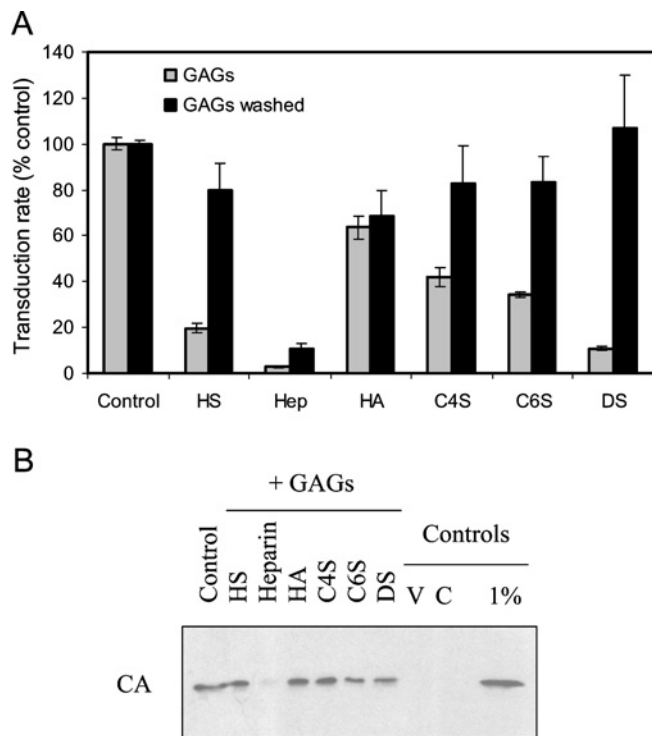 A
Transduction rate (% control)
140
120
100
80
60
40
20
0
GAGs
GAGs washed
Control HS Hep HA C4S C6S DS
B
+ GAGs
Controls
Control HS Heparin HA C4S C6S DS V C 1%
CA